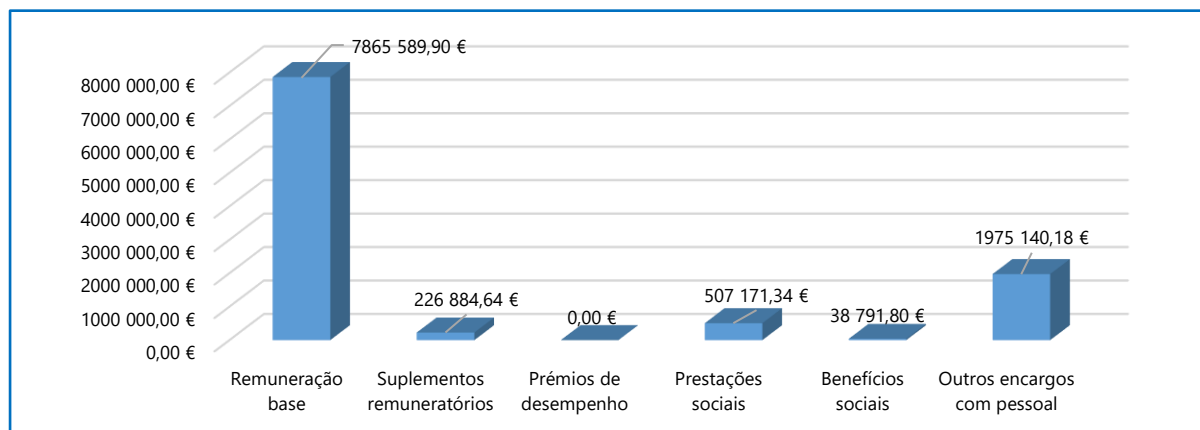 7865 589,90 €
8000 000,00 €
7000 000,00 €
6000 000,00 €
5000 000,00 €
4000 000,00 €
3000 000,00 €
2000 000,00 €
1000 000,00 €
0,00 €
226 884,64 €
0,00 €
507 171,34 €
38 791,80 €
1975 140,18 €
Remuneração
base
Suplementos
remuneratórios
Prémios de
desempenho
Prestações
sociais
Benefícios
sociais
Outros encargos
com pessoal